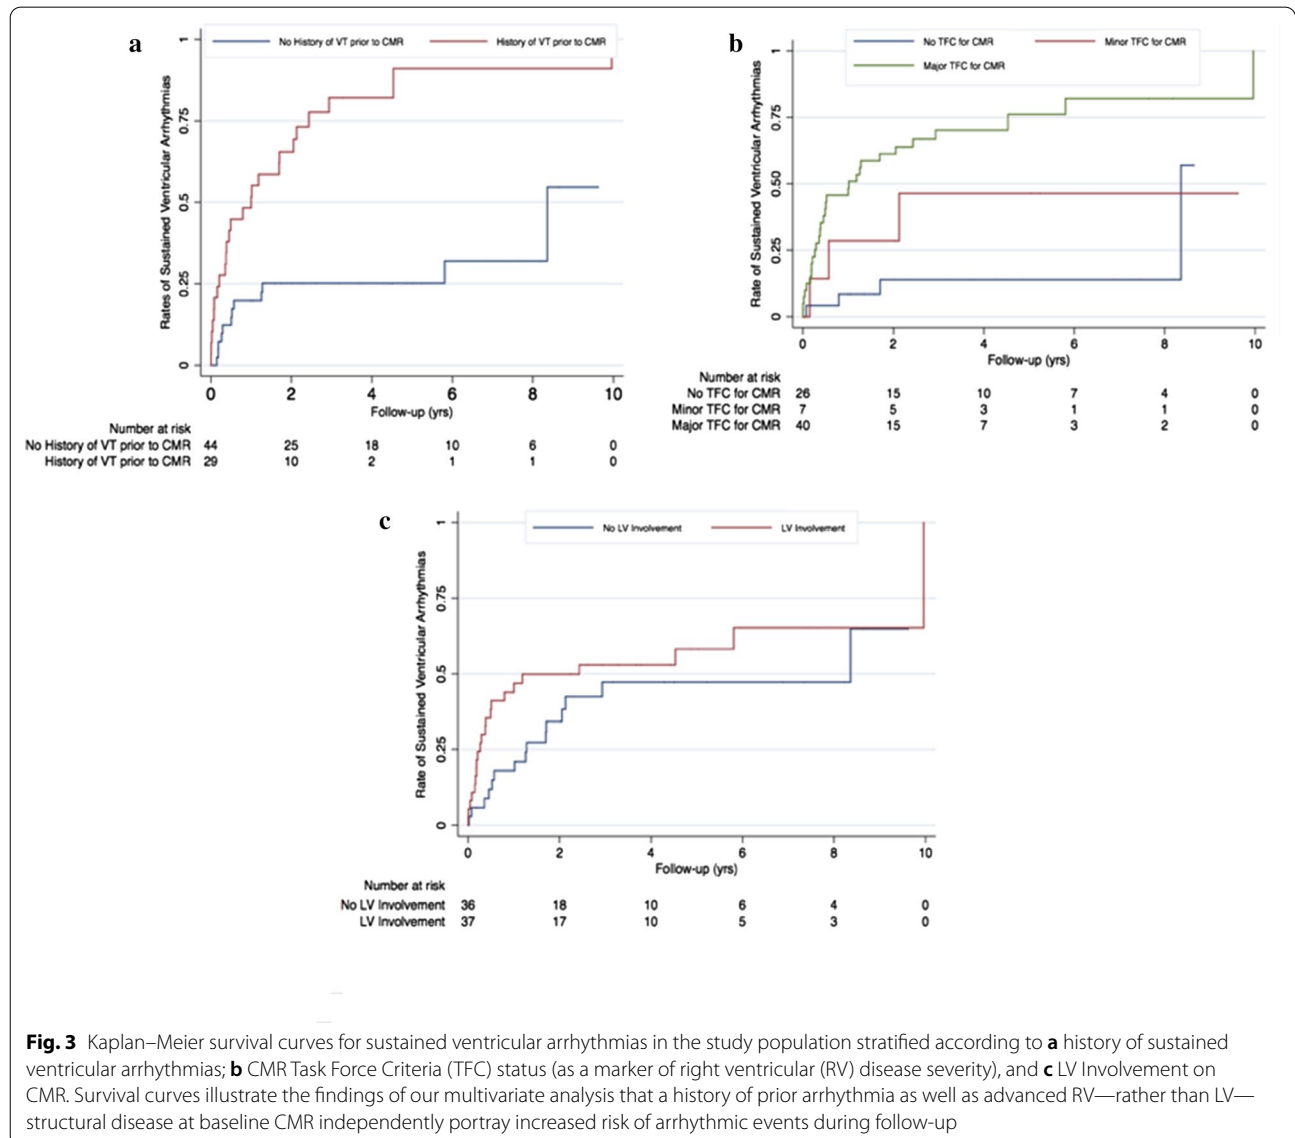 a
No History of VT prior to CMR History of VT prior to CMR
Rates of Sustained Ventricular Arrhythmias
1
0.75
0.5
0.25
0
0 2 4 6 8 10
Follow-up (yrs)
Number at risk
No History of VT prior to CMR 44 25 18 10 6 0
History of VT prior to CMR 29 10 2 1 1 0
b
No TFC for CMR Minor TFC for CMR
Major TFC for CMR
Rate of Sustained Ventricular Arrhythmias
1
0.75
0.50
0.25
0
0 2 4 6 8 10
Follow-up (yrs)
Number at risk
No TFC for CMR 26 15 10 7 4 0
Minor TFC for CMR 7 5 3 1 1 0
Major TFC for CMR 40 15 7 3 2 0
c
No LV Involvement LV Involvement
Rate of Sustained Ventricular Arrhythmias
1
0.75
0.5
0.25
0
0 2 4 6 8 10
Follow-up (yrs)
Number at risk
No LV Involvement 36 18 10 6 4 0
LV Involvement 37 17 10 5 3 0
Fig. 3 Kaplan–Meier survival curves for sustained ventricular arrhythmias in the study population stratified according to a history of sustained
ventricular arrhythmias; b CMR Task Force Criteria (TFC) status (as a marker of right ventricular (RV) disease severity), and c LV Involvement on
CMR. Survival curves illustrate the findings of our multivariate analysis that a history of prior arrhythmia as well as advanced RV—rather than LV—
structural disease at baseline CMR independently portray increased risk of arrhythmic events during follow-up